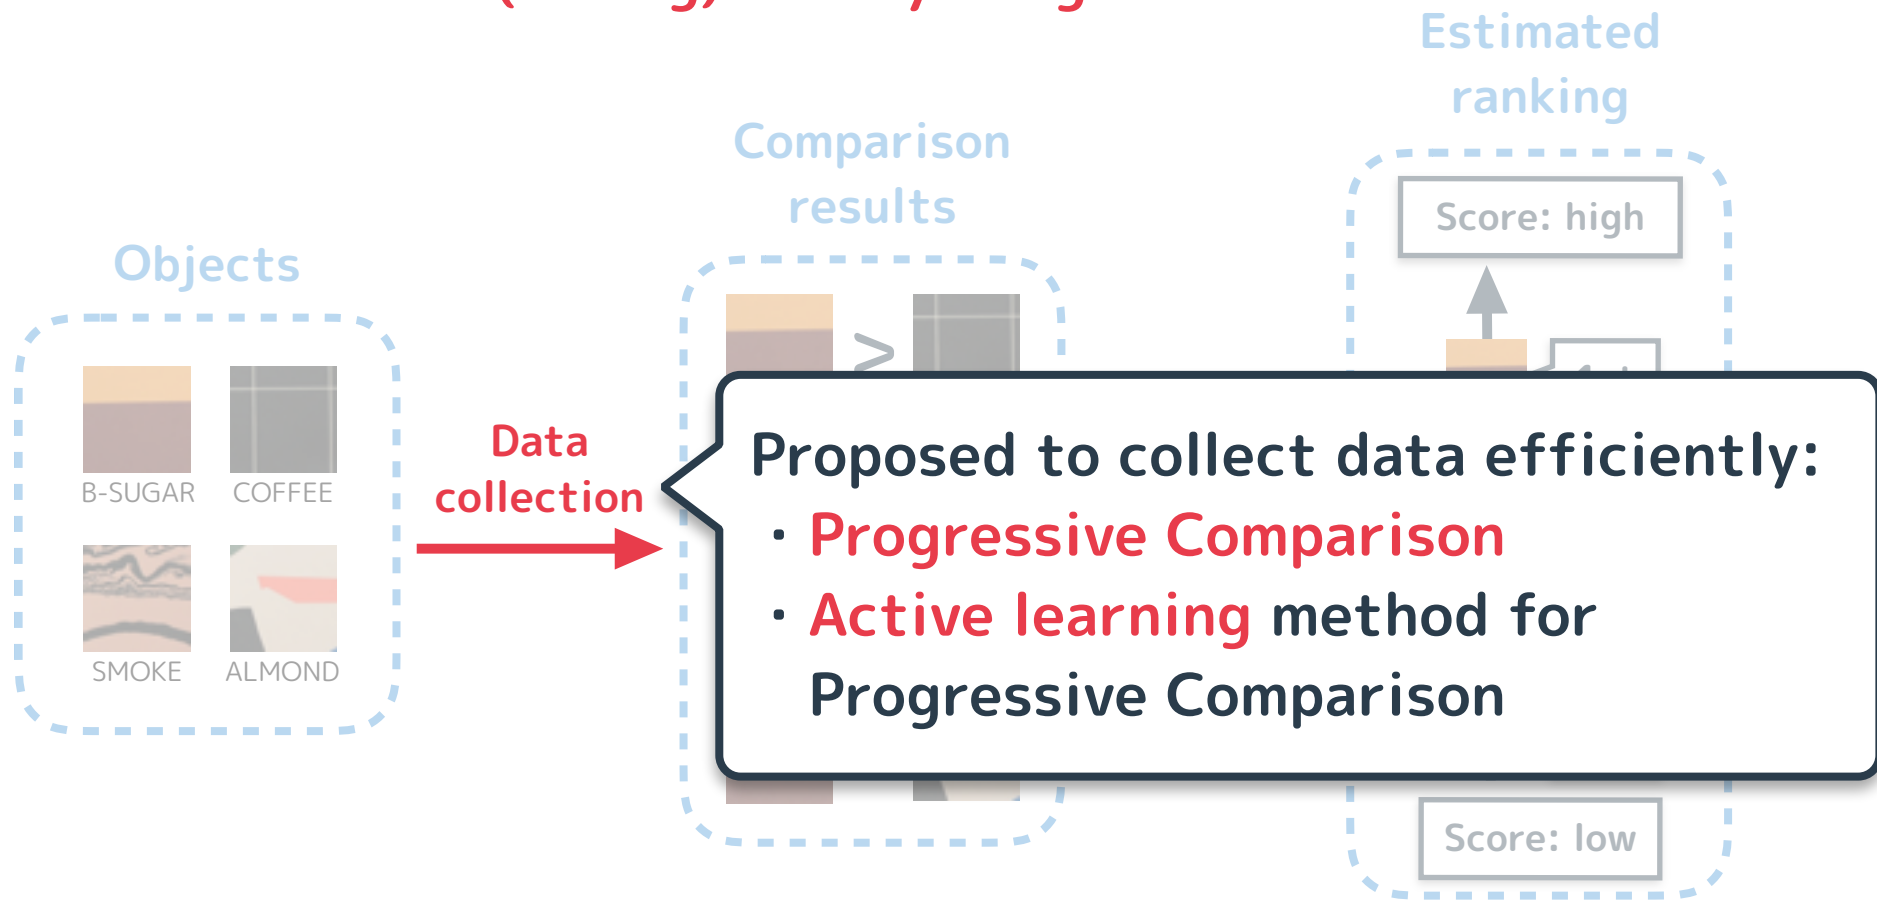 Estimated
ranking
Comparison
results
Score: high
Objects
>
B-SUGAR COFFEE
SMOKE ALMOND
Data
collection
Proposed to collect data efficiently:
・Progressive Comparison
・Active learning method for
Progressive Comparison
Score: low